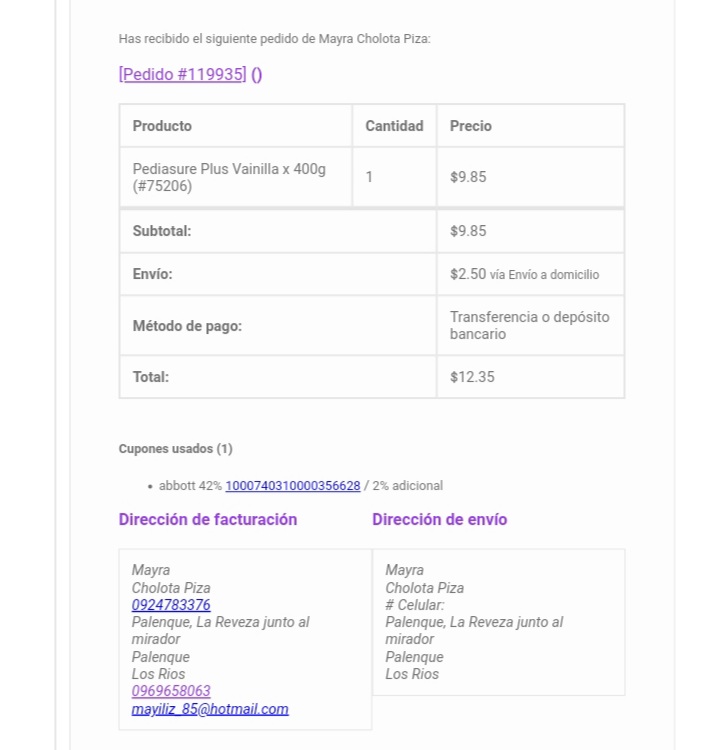 Has recibido el siguiente pedido de Mayra Cholota Piza:
[Pedido #119935] ()
Producto Cantidad Precio
Pediasure Plus Vainilla x 400g
(#75206)
1 $9.85
Subtotal: $9.85
Envío: $2.50 vía Envío a domicilio
Método de pago: Transferencia o depósito
bancario
Total: $12.35
Cupones usados (1)
• abbott 42% 1000740310000356628 / 2% adicional
Dirección de facturación
Mayra
Cholota Piza
0924783376
Palenque, La Reveza junto al
mirador
Palenque
Los Rios
0969658063
mayiliz_85@hotmail.com
Dirección de envío
Mayra
Cholota Piza
# Celular:
Palenque, La Reveza junto al
mirador
Palenque
Los Rios